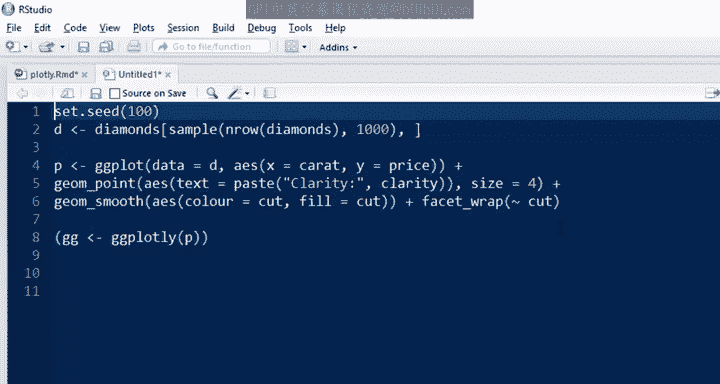 RStudio
File Edit Code View Plots Session Build Debug Tools Help
Go to file/function
Addins
plotly.Rmd* × Untitled1* ×
Source on Save
1 set.seed(100)
2 d <- diamonds[sample(nrow(diamonds), 1000), ]
3
4 p <- ggplot(data = d, aes(x = carat, y = price)) +
5 geom_point(aes(text = paste("Clarity:", clarity)), size = 4) +
6 geom_smooth(aes(colour = cut, fill = cut)) + facet_wrap(~ cut)
7
8 (gg <- ggplotly(p))
9
10
11